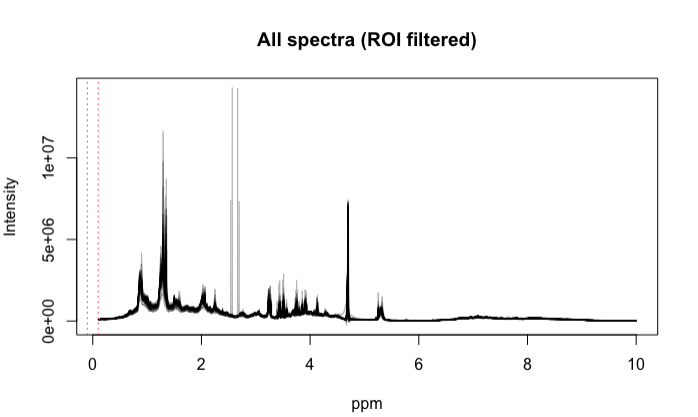 All spectra (ROI filtered)
Intensity
1e+07
5e+06
0e+00
0 2 4 6 8 10
ppm